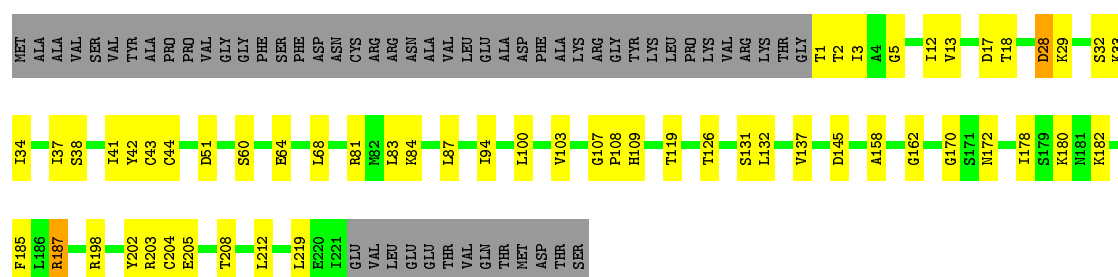 MET ALA ALA VAL SER VAL TYR ALA PRO PRO VAL GLY GLY PHE SER PHE ASP ASN CYS ARG ARG ASN ALA VAL LEU GLU ALA ASP PHE ALA LYS ARG GLY TYR LYS LEU PRO LYS VAL ARG LYS THR GLY T1 T2 I3 A4 G5 I12 V13 D17 T18 D28 K29 S32 K33
I34 I37 S38 I41 Y42 C43 C44 D51 S60 E64 L68 R81 M82 L83 K84 L87 I94 L100 V103 G107 P108 H109 T119 T126 S131 L132 V137 D145 A158 G162 G170 S171 N172 I178 S179 K180 N181 K182
F185 L186 R187 R198 Y202 R203 C204 E205 T208 L212 L219 E220 I221 GLU VAL LEU GLU GLU THR VAL GLN THR MET ASP THR SER